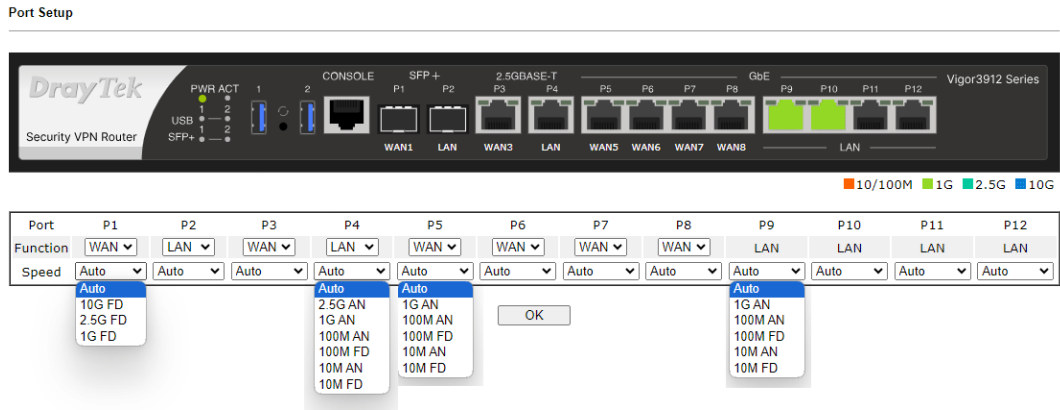 Port Setup
CONSOLE SFP+ 2.5GBASE-T GbE Vigor3912 Series
DrayTek PWR ACT 1 2 P1 P2 P3 P4 P5 P6 P7 P8 P9 P10 P11 P12
1 2
USB
1 2
SFP+
Security VPN Router
WAN1 LAN WAN3 LAN WAN5 WAN6 WAN7 WAN8 LAN
10/100M 1G 2.5G 10G
Port P1 P2 P3 P4 P5 P6 P7 P8 P9 P10 P11 P12
Function WAN LAN WAN LAN WAN WAN WAN WAN LAN LAN LAN LAN
Speed Auto Auto Auto Auto Auto Auto Auto Auto Auto Auto Auto Auto
Auto Auto Auto Auto
10G FD 2.5G AN 1G AN 1G AN
2.5G FD 1G AN 100M AN OK 100M AN
1G FD 100M AN 100M FD 100M FD
100M FD 10M AN 10M AN
10M AN 10M FD 10M FD
10M FD